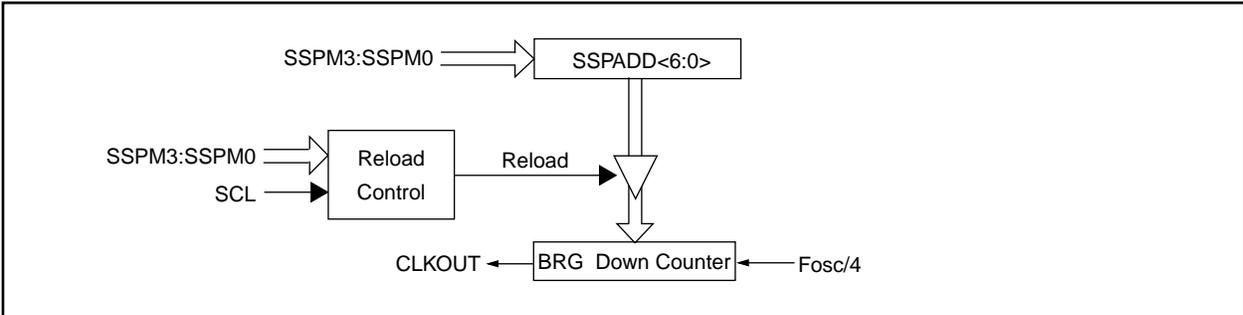 SSPM3:SSPM0
SSPADD<6:0>
SSPM3:SSPM0
SCL
Reload
Control
Reload
CLKOUT
BRG Down Counter
Fosc/4